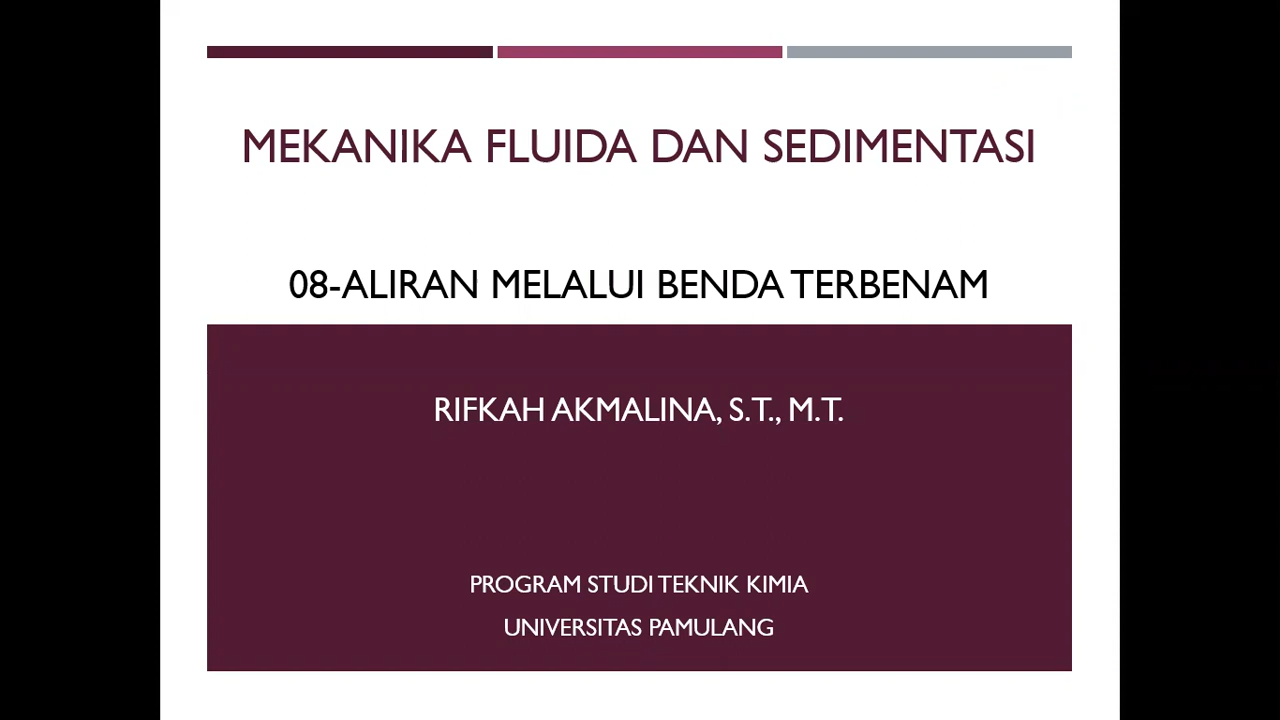 MEKANIKA FLUIDA DAN SEDIMENTASI
08-ALIRAN MELALUI BENDA TERBENAM
RIFKAH AKMALINA, S.T., M.T.
PROGRAM STUDI TEKNIK KIMIA
UNIVERSITAS PAMULANG